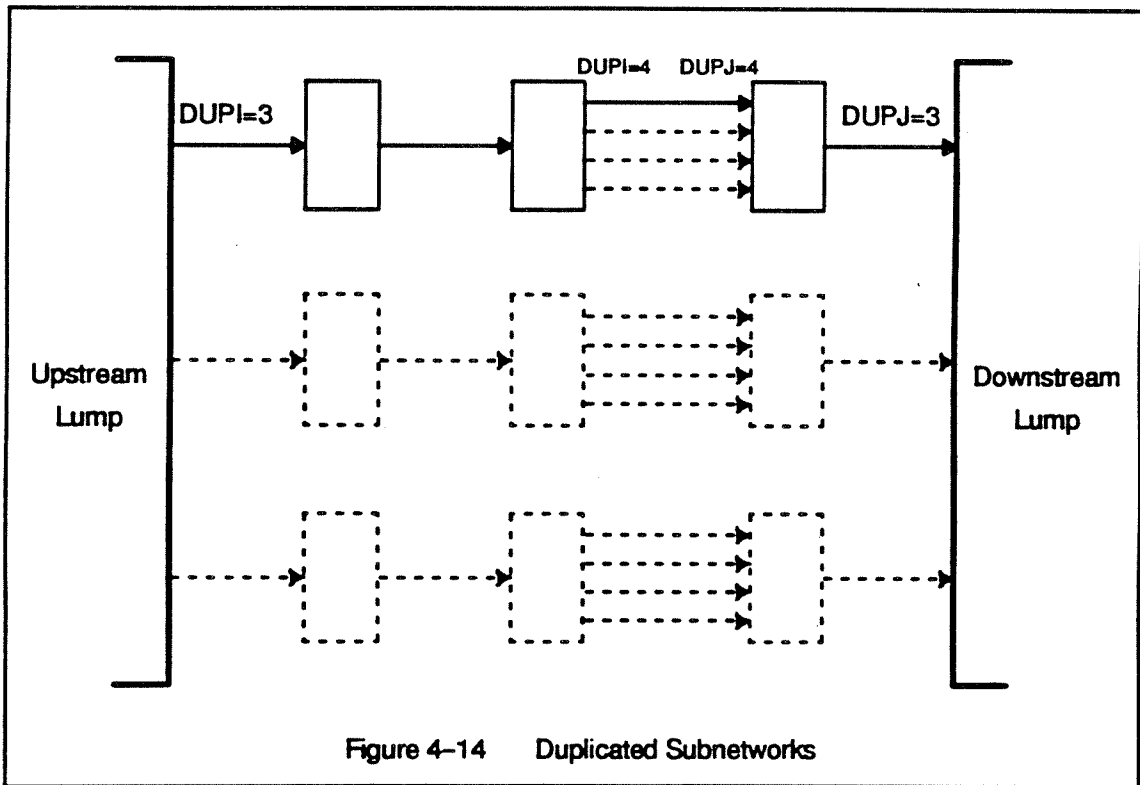 DUPI=4 DUPJ=4
DUPI=3
DUPJ=3
Upstream
Lump
Downstream
Lump
Figure 4-14 Duplicated Subnetworks